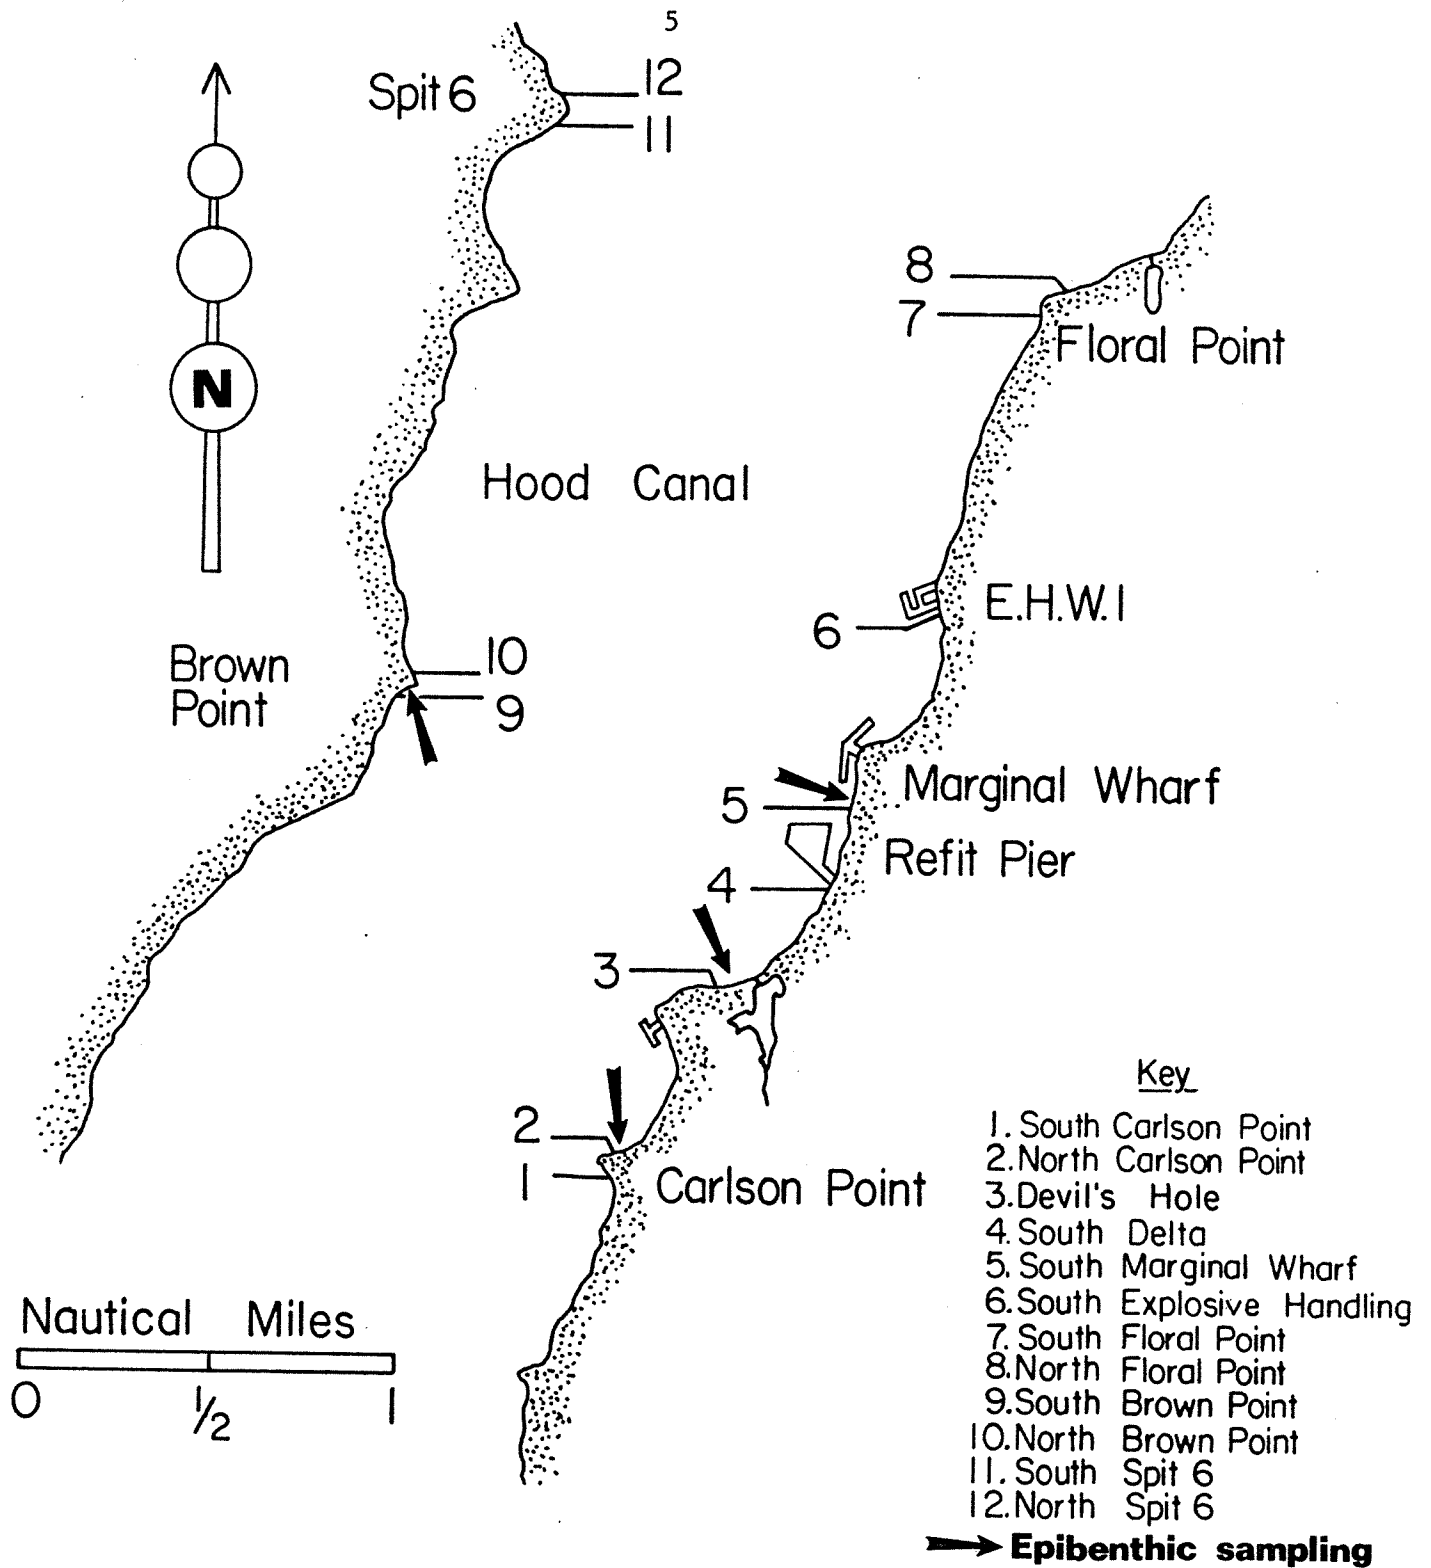 5
Spit 6
12
11
8
7
Floral Point
N
Hood Canal
E.H.W.1
6
Brown
Point
10
9
Marginal Wharf
5
Refit Pier
4
3
2
1
Carlson Point
Key
1. South Carlson Point
2. North Carlson Point
3. Devil's Hole
4. South Delta
5. South Marginal Wharf
6. South Explosive Handling
7. South Floral Point
8. North Floral Point
9. South Brown Point
10. North Brown Point
11. South Spit 6
12. North Spit 6
Epibenthic sampling
Nautical Miles
0 1/2 1